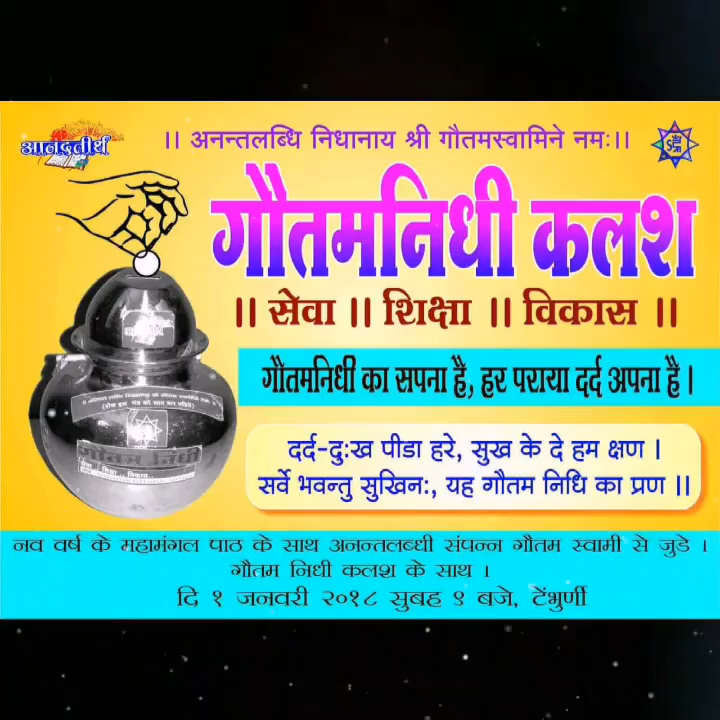 आनंदतीर्थ
।। अनन्तलब्धि निधानाय श्री गौतमस्वामिने नमः।।
गौतमनिधी कलश
॥ सेवा ॥ शिक्षा ॥ विकास ॥
गौतमनिधी का सपना है, हर पराया दर्द अपना है।
दर्द-दुःख पीडा हरे, सुख के दे हम क्षण ।
सर्वे भवन्तु सुखिनः, यह गौतम निधि का प्रण ।।
गौतम निधी
सेवा शिक्षा विकास
नव वर्ष के महामंगल पाठ के साथ अनन्तलब्धी संपन्न गौतम स्वामी से जुडे ।
गौतम निधी कलश के साथ ।
दि १ जनवरी २०१८ सुबह ९ बजे, टेंभुर्णी